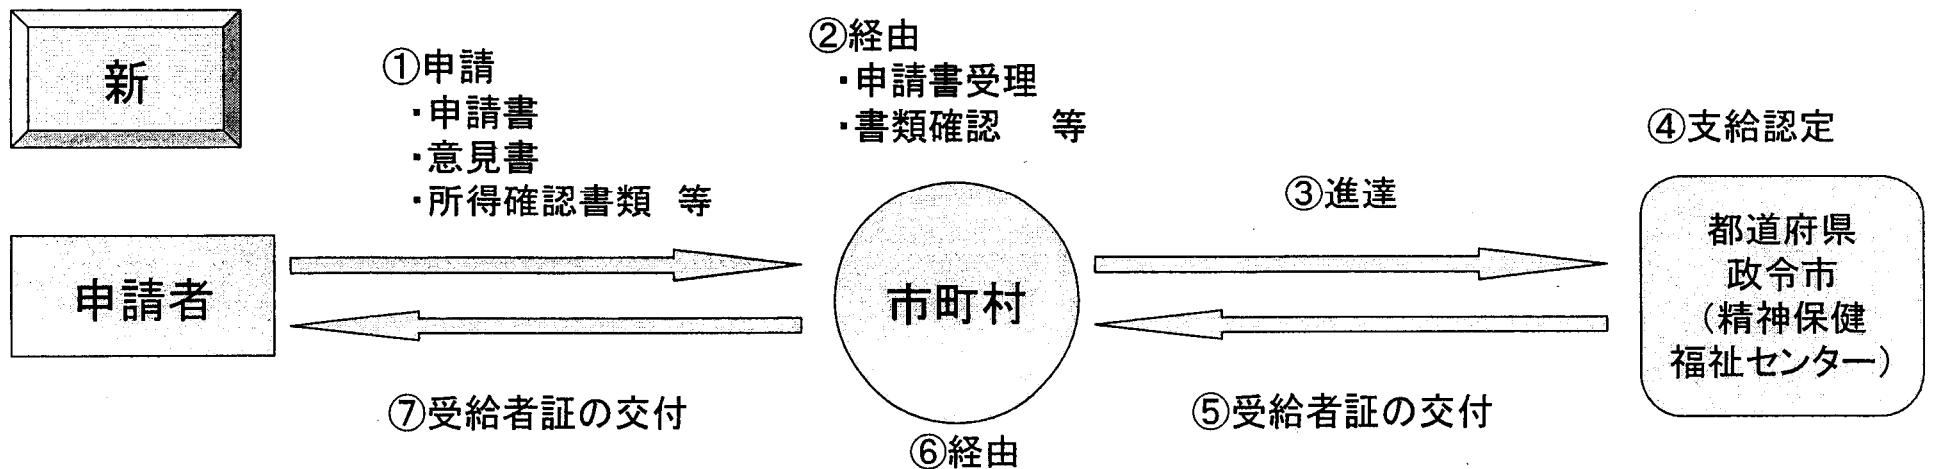 新
①申請
・申請書
・意見書
・所得確認書類 等
②経由
・申請書受理
・書類確認 等
③進達
④支給認定
申請者
市町村
都道府県
政令市
(精神保健
福祉センター)
⑦受給者証の交付
⑥経由
⑤受給者証の交付